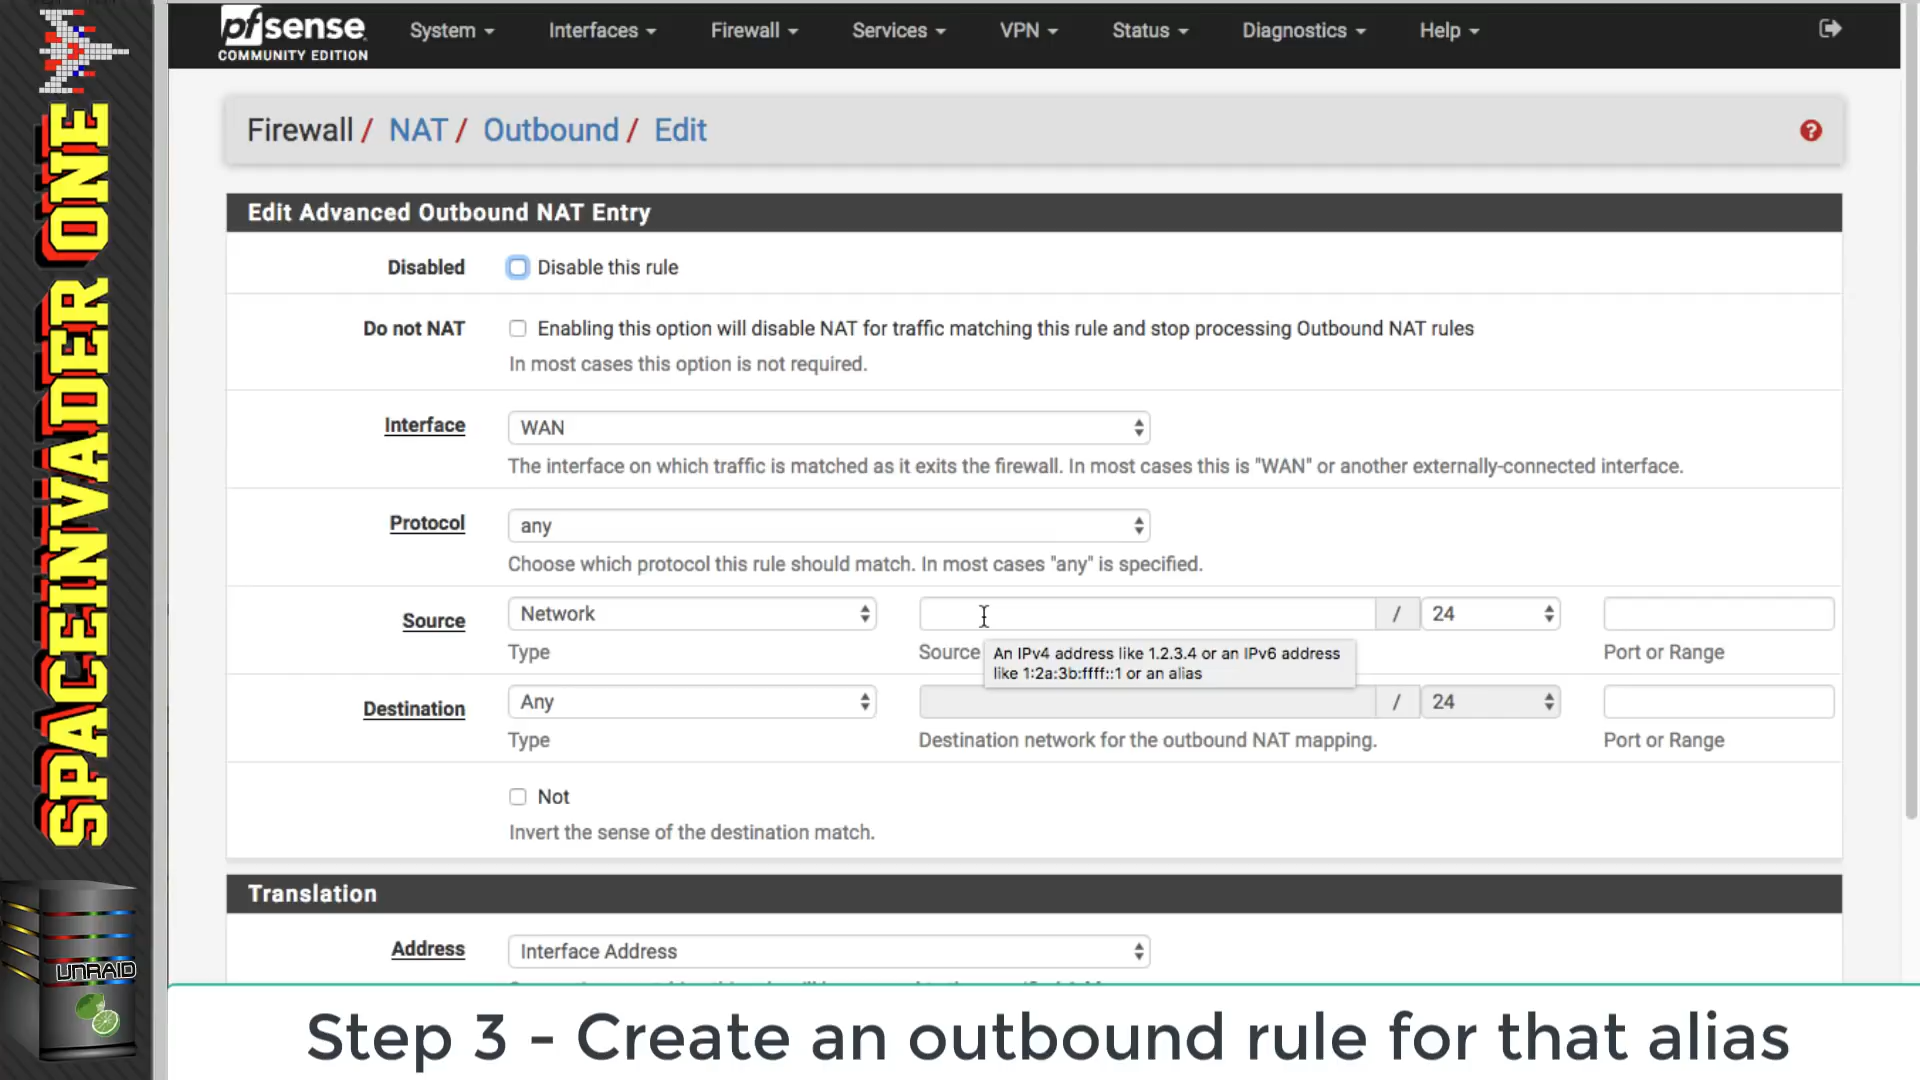 SPACEINVADER ONE
UNRAID
pfsense
COMMUNITY EDITION
System
Interfaces
Firewall
Services
VPN
Status
Diagnostics
Help
Firewall / NAT / Outbound / Edit
Edit Advanced Outbound NAT Entry
Disabled
Disable this rule
Do not NAT
Enabling this option will disable NAT for traffic matching this rule and stop processing Outbound NAT rules
In most cases this option is not required.
Interface
WAN
The interface on which traffic is matched as it exits the firewall. In most cases this is "WAN" or another externally-connected interface.
Protocol
any
Choose which protocol this rule should match. In most cases "any" is specified.
Source
Network
/ 24
Type
Source
Port or Range
An IPv4 address like 1.2.3.4 or an IPv6 address
like 1:2a:3b:ffff::1 or an alias
Destination
Any
/ 24
Type
Destination network for the outbound NAT mapping.
Port or Range
Not
Invert the sense of the destination match.
Translation
Address
Interface Address
Step 3 - Create an outbound rule for that alias